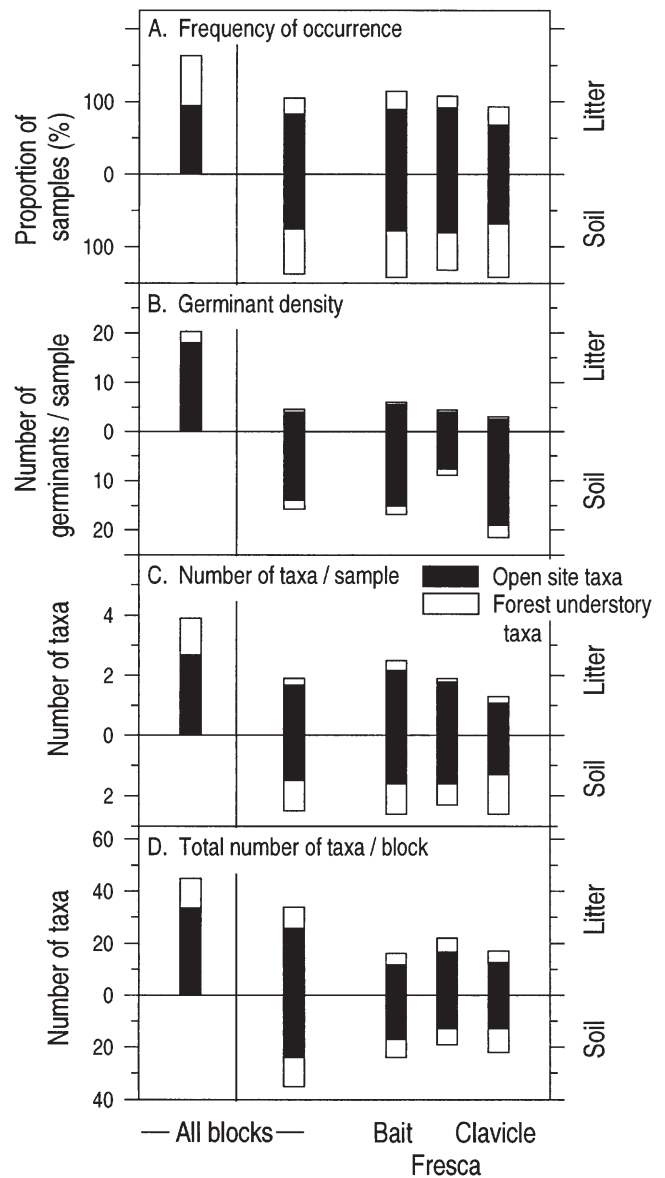 A. Frequency of occurrence
Proportion of
samples (%)
100
0
100
Litter
Soil
B. Germinant density
Number of
germinants / sample
20
10
0
10
20
Litter
Soil
C. Number of taxa / sample
Open site taxa
Forest understory
taxa
Number of taxa
4
2
0
2
Litter
Soil
D. Total number of taxa / block
Number of taxa
60
40
20
0
20
40
Litter
Soil
— All blocks —
Bait
Clavicle
Fresca